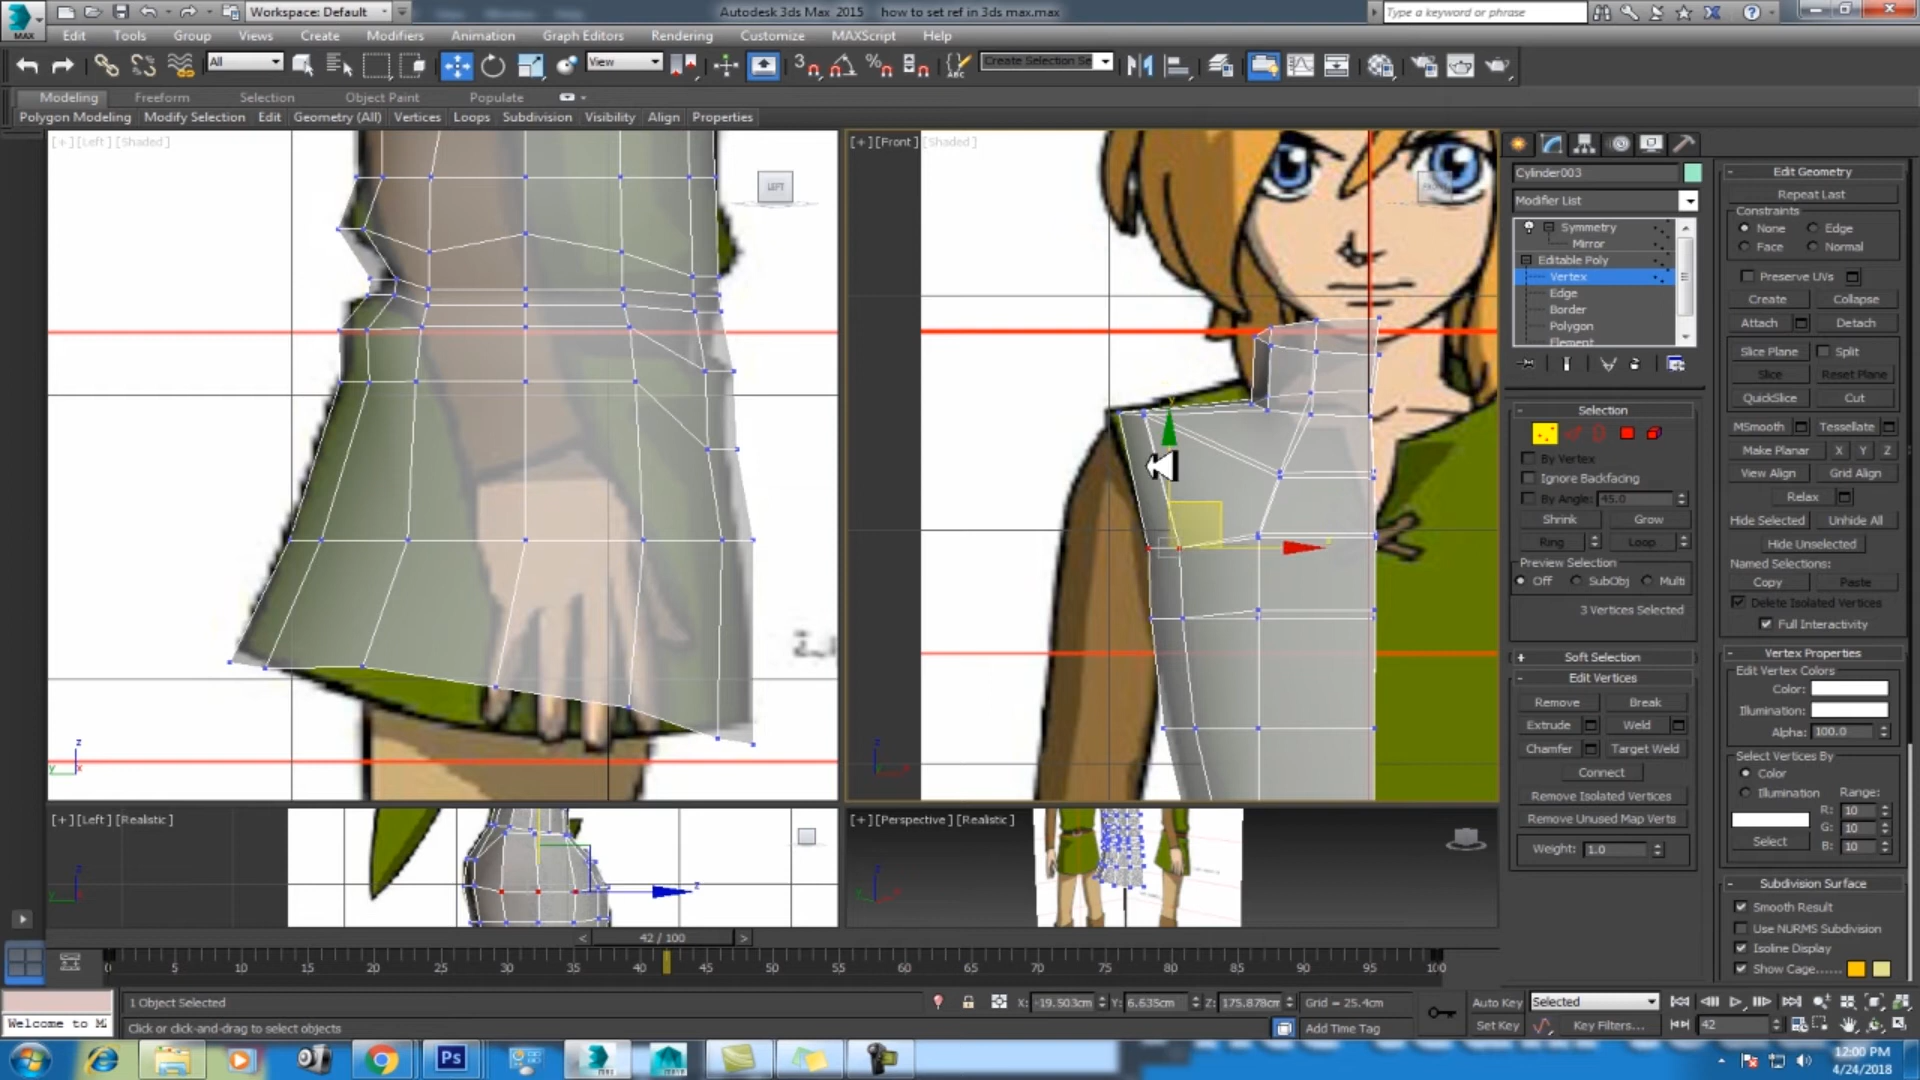 Workspace: Default
Autodesk 3ds Max 2015 how to set ref in 3ds max.max
Type a keyword or phrase
MAX
Edit Tools Group Views Create Modifiers Animation Graph Editors Rendering Customize MAXScript Help
All
View
Create Selection Se
Modeling Freeform Selection Object Paint Populate
Polygon Modeling Modify Selection Edit Geometry (All) Vertices Loops Subdivision Visibility Align Properties
[+] [Left] [Shaded]
LEFT
[+] [Front] [Shaded]
Cylinder003
Modifier List
Symmetry
Mirror
Editable Poly
Vertex
Edge
Border
Polygon
Element
Selection
By Vertex
Ignore Backfacing
By Angle: 45.0
Shrink Grow
Ring Loop
Preview Selection
Off SubObj Multi
3 Vertices Selected
Soft Selection
Edit Vertices
Remove Break
Extrude Weld
Chamfer Target Weld
Connect
Remove Isolated Vertices
Remove Unused Map Verts
Weight: 1.0
Edit Geometry
Repeat Last
Constraints
None Edge
Face Normal
Preserve UVs
Create Collapse
Attach Detach
Slice Plane Split
Slice Reset Plane
QuickSlice Cut
MSmooth Tessellate
Make Planar X Y Z
View Align Grid Align
Relax
Hide Selected Unhide All
Hide Unselected
Named Selections:
Copy Paste
Delete Isolated Vertices
Full Interactivity
Vertex Properties
Edit Vertex Colors
Color:
Illumination:
Alpha: 100.0
Select Vertices By
Color
Illumination
Range:
R: 10
G: 10
B: 10
Select
Subdivision Surface
Smooth Result
Use NURMS Subdivision
Isoline Display
Show Cage......
[+] [Left] [Realistic]
[+] [Perspective] [Realistic]
42 / 100
0 5 10 15 20 25 30 35 40 45 50 55 60 65 70 75 80 85 90 95 100
1 Object Selected
X: -19.503cm Y: 6.635cm Z: 175.878cm Grid = 25.4cm
Auto Key Selected
Welcome to M
Click or click-and-drag to select objects
Add Time Tag
Set Key Key Filters... 42
Ps
12:00 PM
4/24/2018